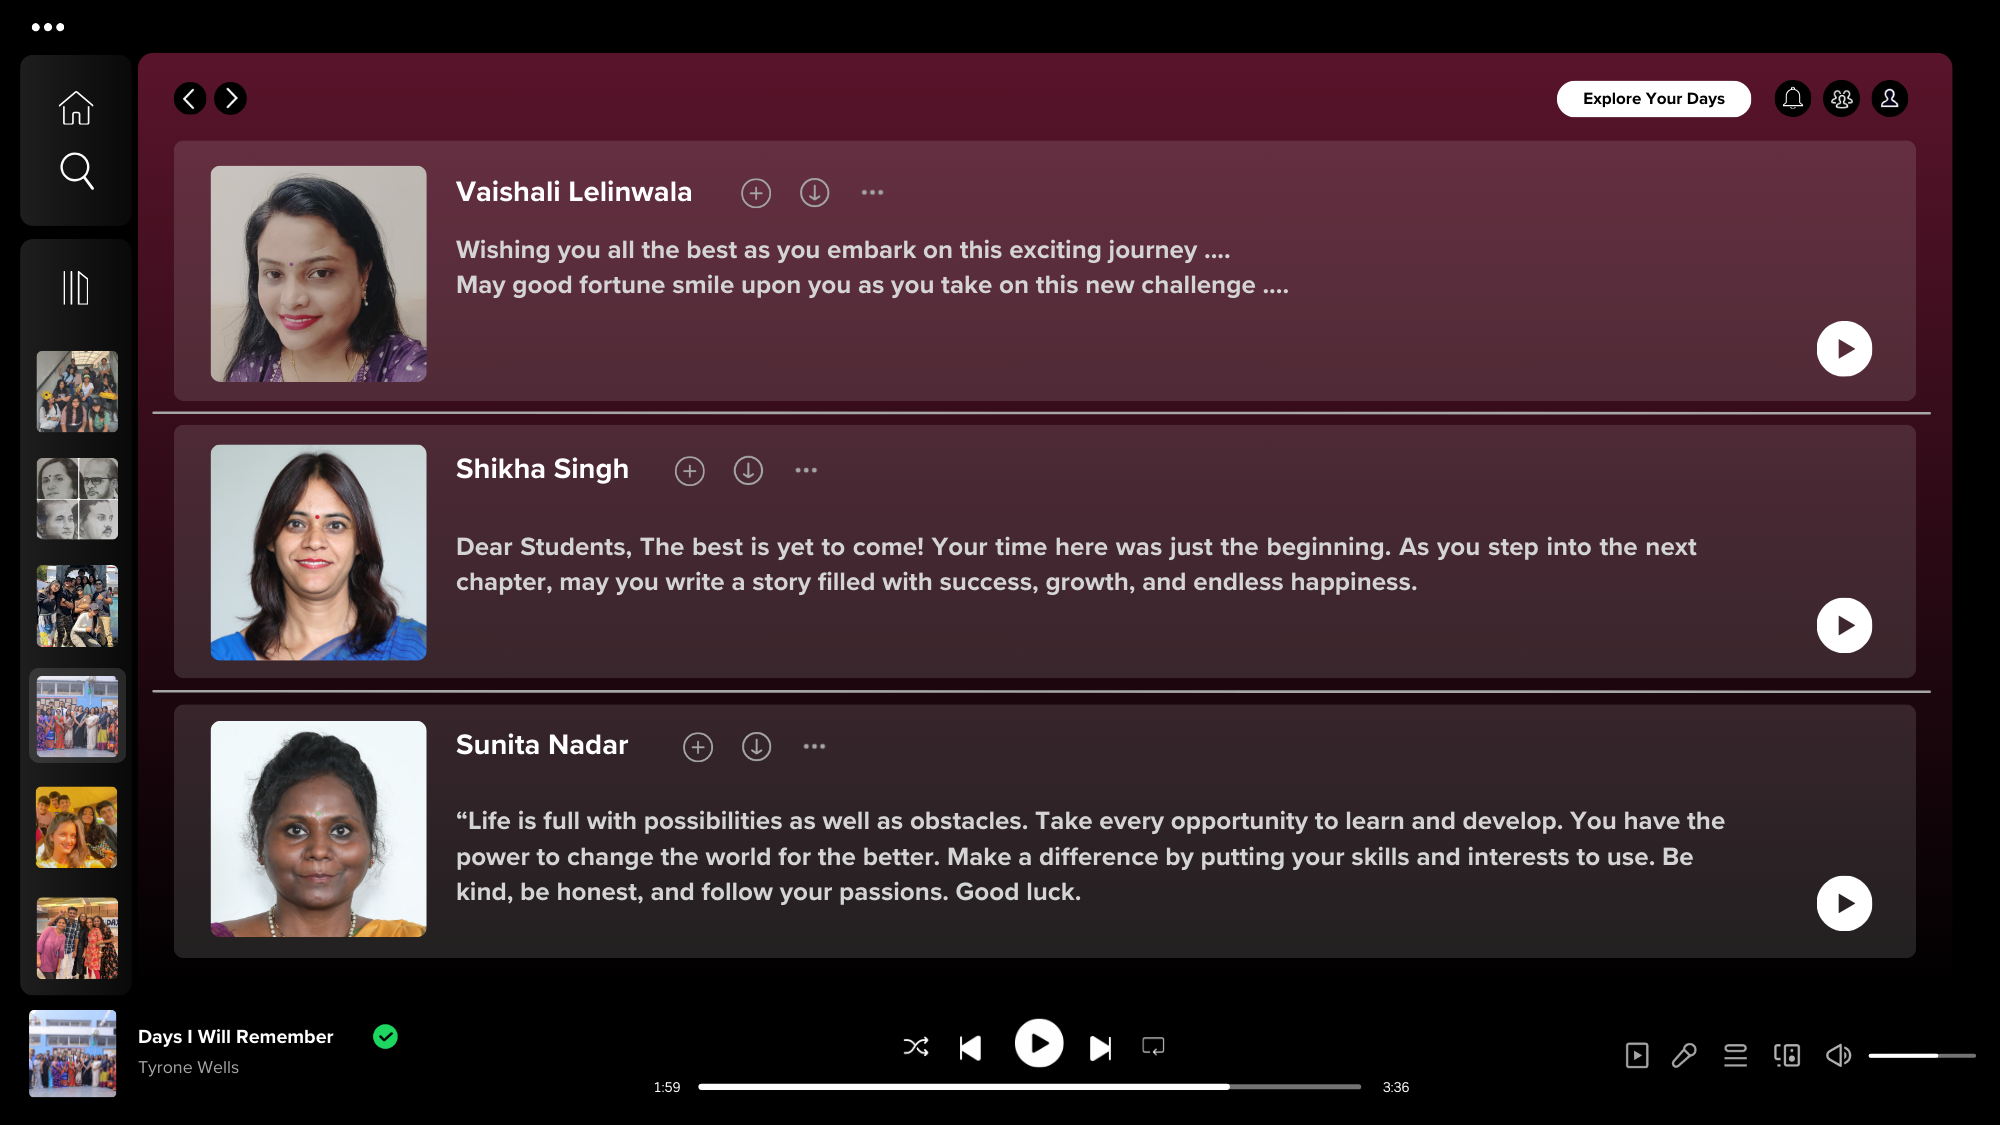 Explore Your Days
Vaishali Lelinwala
Wishing you all the best as you embark on this exciting journey ....
May good fortune smile upon you as you take on this new challenge ....
Shikha Singh
Dear Students, The best is yet to come! Your time here was just the beginning. As you step into the next
chapter, may you write a story filled with success, growth, and endless happiness.
Sunita Nadar
“Life is full with possibilities as well as obstacles. Take every opportunity to learn and develop. You have the
power to change the world for the better. Make a difference by putting your skills and interests to use. Be
kind, be honest, and follow your passions. Good luck.
Days I Will Remember
Tyrone Wells
1:59
3:36